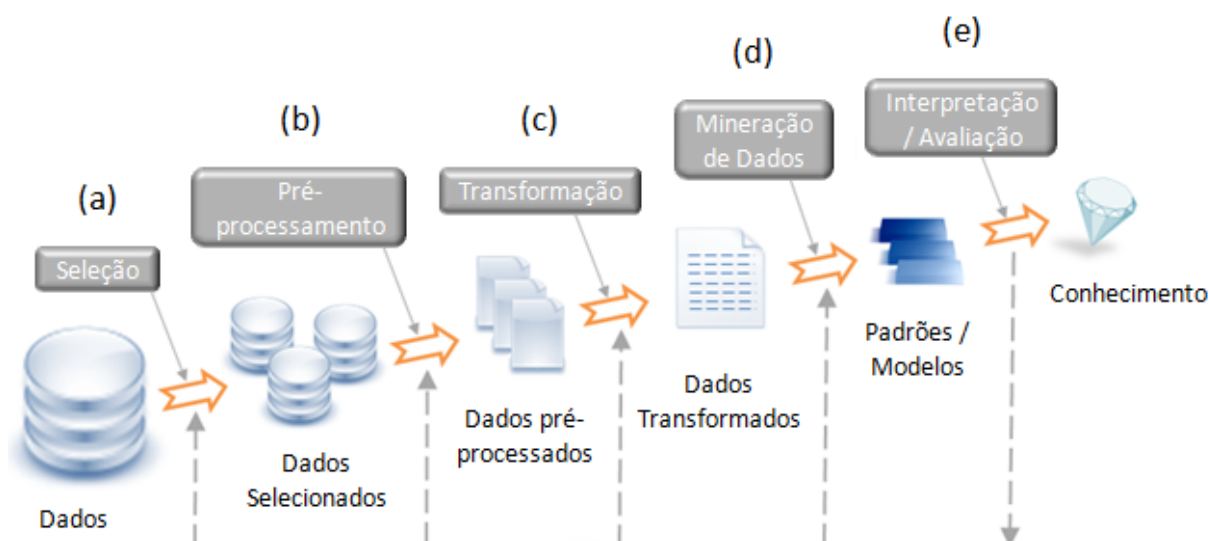 (a)
Seleção
Dados
(b)
Pré-
processamento
Dados
Selecionados
(c)
Transformação
Dados pré-
processados
(d)
Mineração
de Dados
Dados
Transformados
(e)
Interpretação
/ Avaliação
Padrões /
Modelos
Conhecimento